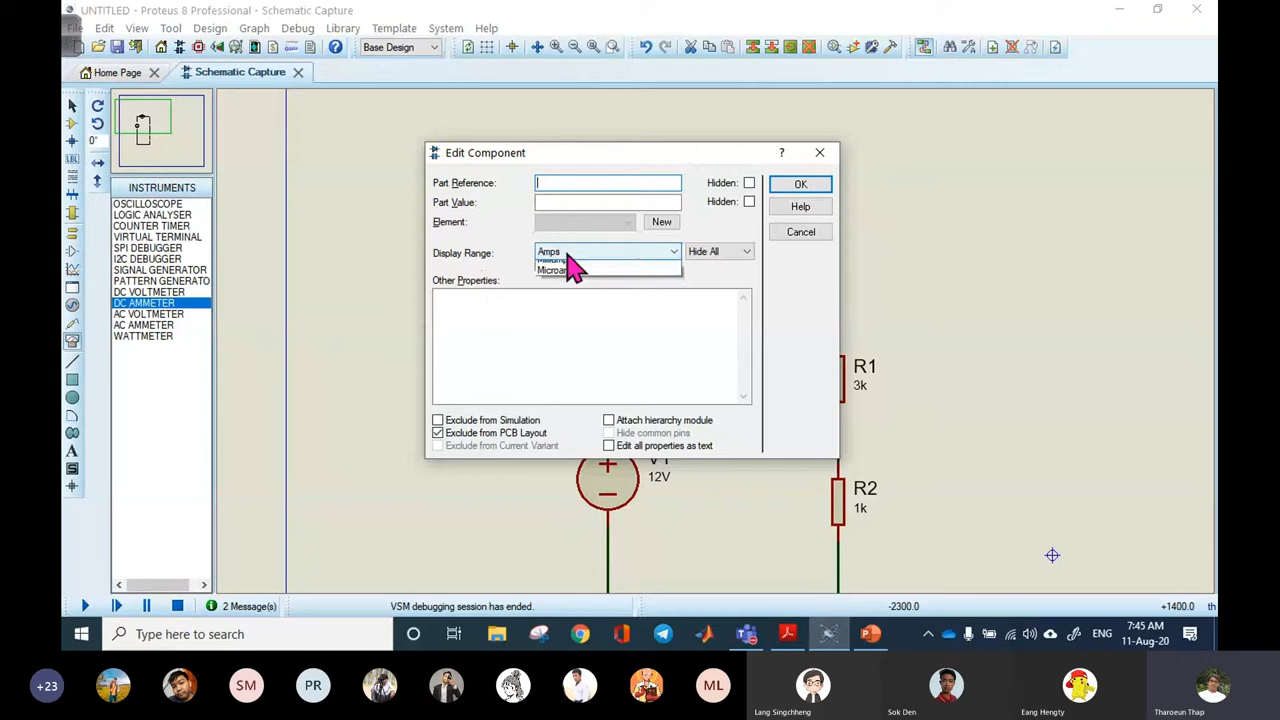 UNTITLED - Proteus 8 Professional - Schematic Capture
File Edit View Tool Graph Debug Library Template System Help
Base Design
Home Page
Schematic Capture
0°
LBL
INSTRUMENTS
OSCILLOSCOPE
LOGIC ANALYSER
COUNTER TIMER
VIRTUAL TERMINAL
SPI DEBUGGER
I2C DEBUGGER
SIGNAL GENERATOR
PATTERN GENERATO
DC VOLTMETER
DC AMMETER
AC VOLTMETER
AC AMMETER
WATTMETER
Edit Component
?
Part Reference:
Hidden:
OK
Part Value:
Hidden:
Help
Element:
New
Cancel
Display Range:
Amps
Hide All
Other Properties:
Exclude from Simulation
Attach hierarchy module
Exclude from PCB Layout
Hide common pins
Exclude from Current Variant
Edit all properties as text
R1
3k
V1
12V
R2
1k
2 Message(s)
VSM debugging session has ended.
-2300.0
+1400.0
th
Type here to search
ENG
7:45 AM
11-Aug-20
+23
SM
PR
ML
Lang Singchheng
Sok Den
Eang Hengty
Tharoeun Thap